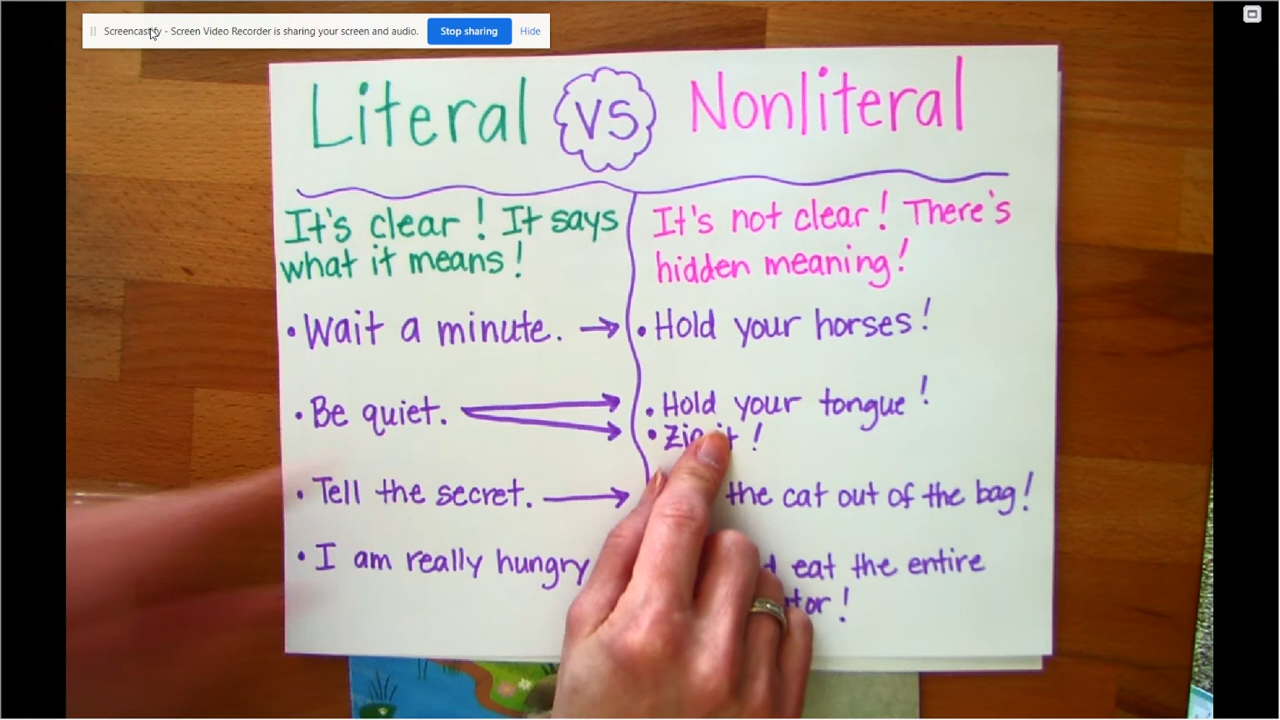 Screencastify - Screen Video Recorder is sharing your screen and audio.
Stop sharing
Hide
Literal VS Nonliteral
It's clear! It says
what it means!
• Wait a minute. →
• Be quiet.
• Tell the secret. →
• I am really hungry
It's not clear! There's
hidden meaning!
• Hold your horses!
• Hold your tongue!
• Zip it!
the cat out of the bag!
eat the entire